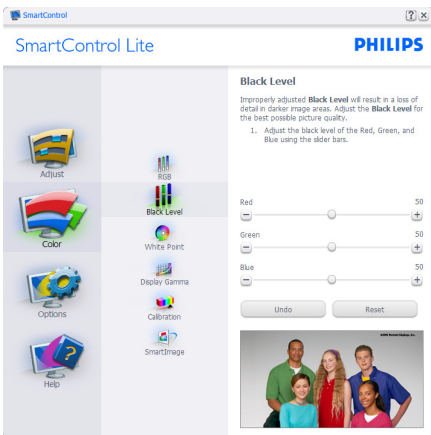 SmartControl
SmartControl Lite
PHILIPS
Adjust
Color
Options
Help
RGB
Black Level
White Point
Display Gamma
Calibration
SmartImage
Black Level
Improperly adjusted Black Level will result in a loss of
detail in darker image areas. Adjust the Black Level for
the best possible picture quality.
1. Adjust the black level of the Red, Green, and
Blue using the slider bars.
Red 50
Green 50
Blue 50
Undo Reset